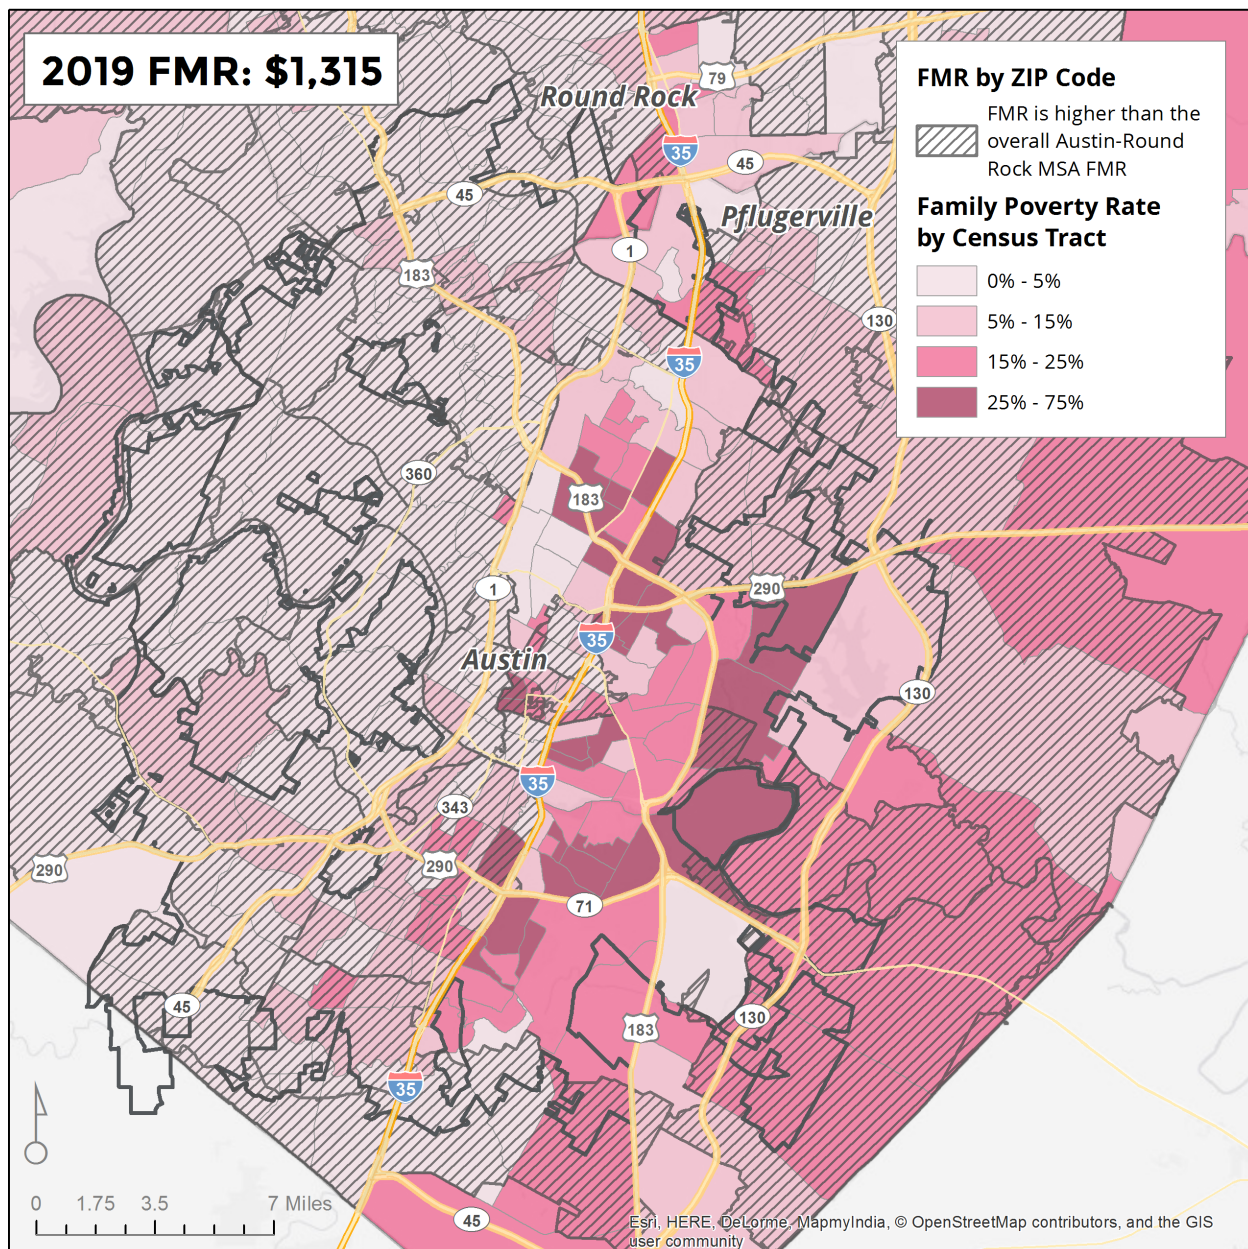 2019 FMR: $1,315
FMR by ZIP Code
FMR is higher than the
overall Austin-Round
Rock MSA FMR
Family Poverty Rate
by Census Tract
0% - 5%
5% - 15%
15% - 25%
25% - 75%
79
Round Rock
35
45
45
Pflugerville
1
183
130
35
360
183
1
290
35
Austin
130
35
343
290
290
71
45
130
183
35
0 1.75 3.5 7 Miles
45
Esri, HERE, DeLorme, MapmyIndia, © OpenStreetMap contributors, and the GIS
user community